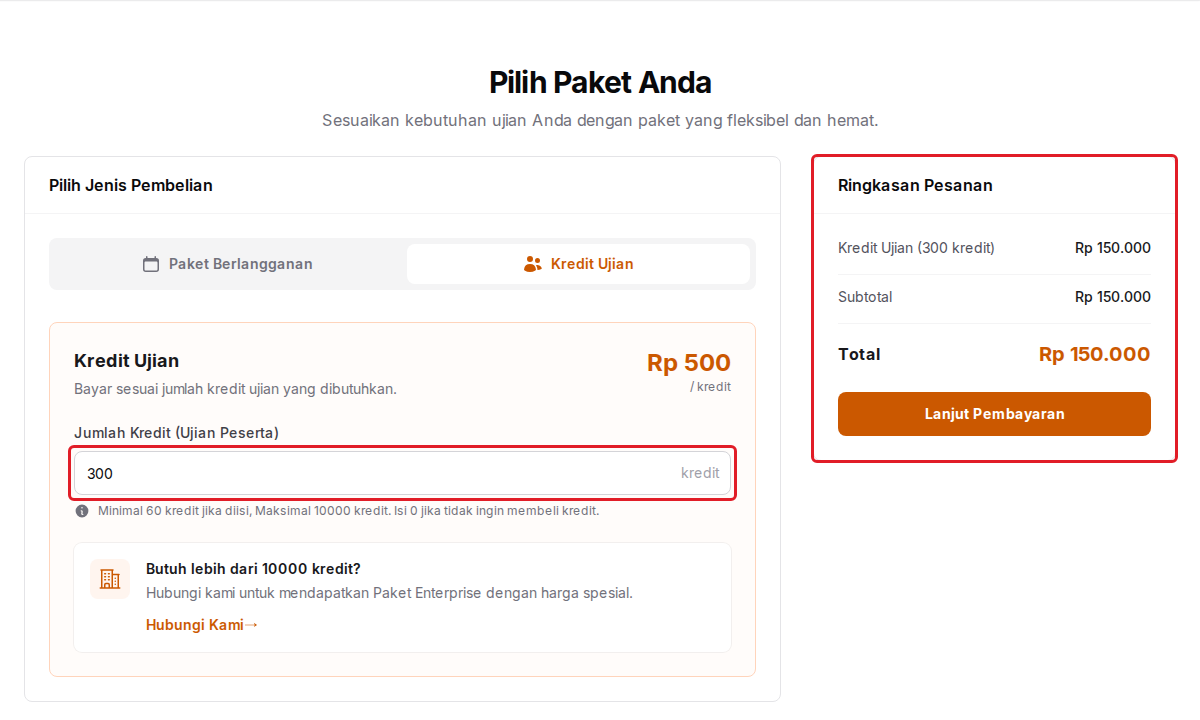 Pilih Paket Anda
Sesuaikan kebutuhan ujian Anda dengan paket yang fleksibel dan hemat.
Pilih Jenis Pembelian
Paket Berlangganan
Kredit Ujian
Kredit Ujian
Rp 500
Bayar sesuai jumlah kredit ujian yang dibutuhkan.
/ kredit
Jumlah Kredit (Ujian Peserta)
300 kredit
Minimal 60 kredit jika diisi, Maksimal 10000 kredit. Isi 0 jika tidak ingin membeli kredit.
Butuh lebih dari 10000 kredit?
Hubungi kami untuk mendapatkan Paket Enterprise dengan harga spesial.
Hubungi Kami→
Ringkasan Pesanan
Kredit Ujian (300 kredit) Rp 150.000
Subtotal Rp 150.000
Total Rp 150.000
Lanjut Pembayaran